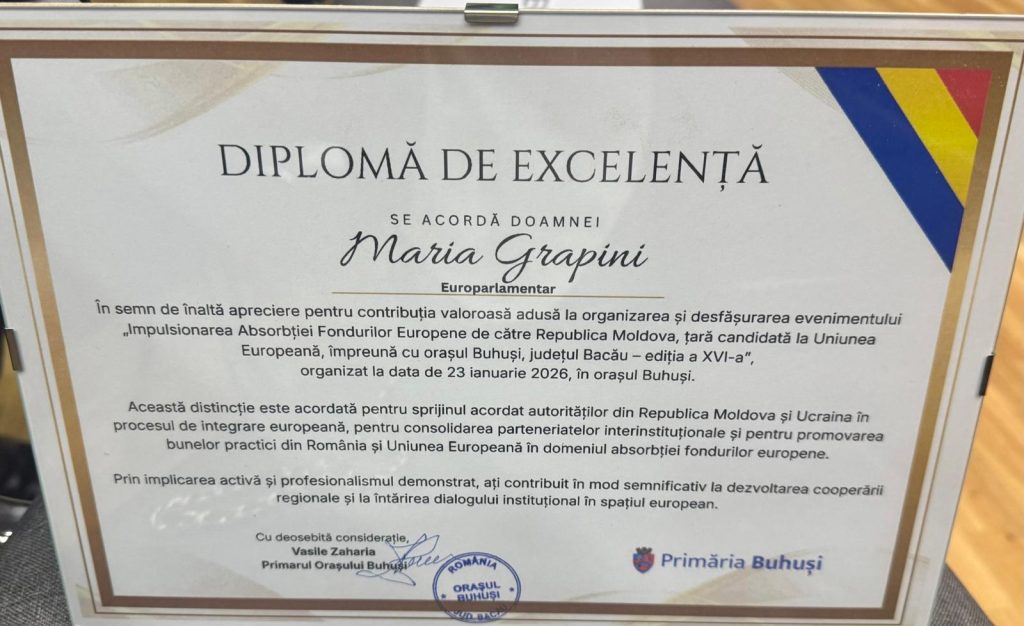 DIPLOMĂ DE EXCELENȚĂ
SE ACORDĂ DOAMNEI
Maria Grapini
Europarlamentar
În semn de înaltă apreciere pentru contribuția valoroasă adusă la organizarea și desfășurarea evenimentului
„Impulsionarea Absorbției Fondurilor Europene de către Republica Moldova, țară candidată la Uniunea
Europeană, împreună cu orașul Buhuși, județul Bacău – ediția a XVI-a”,
organizat la data de 23 ianuarie 2026, în orașul Buhuși.
Această distincție este acordată pentru sprijinul acordat autorităților din Republica Moldova și Ucraina în
procesul de integrare europeană, pentru consolidarea parteneriatelor interinstituționale și pentru promovarea
bunelor practici din România și Uniunea Europeană în domeniul absorbției fondurilor europene.
Prin implicarea activă și profesionalismul demonstrat, ați contribuit în mod semnificativ la dezvoltarea cooperării
regionale și la întărirea dialogului instituțional în spațiul european.
Cu deosebită considerație,
Vasile Zaharia
Primarul Orașului Buhuși
ROMÂNIA
ORAȘUL
BUHUȘI
JUD BACĂU
Primăria Buhuși